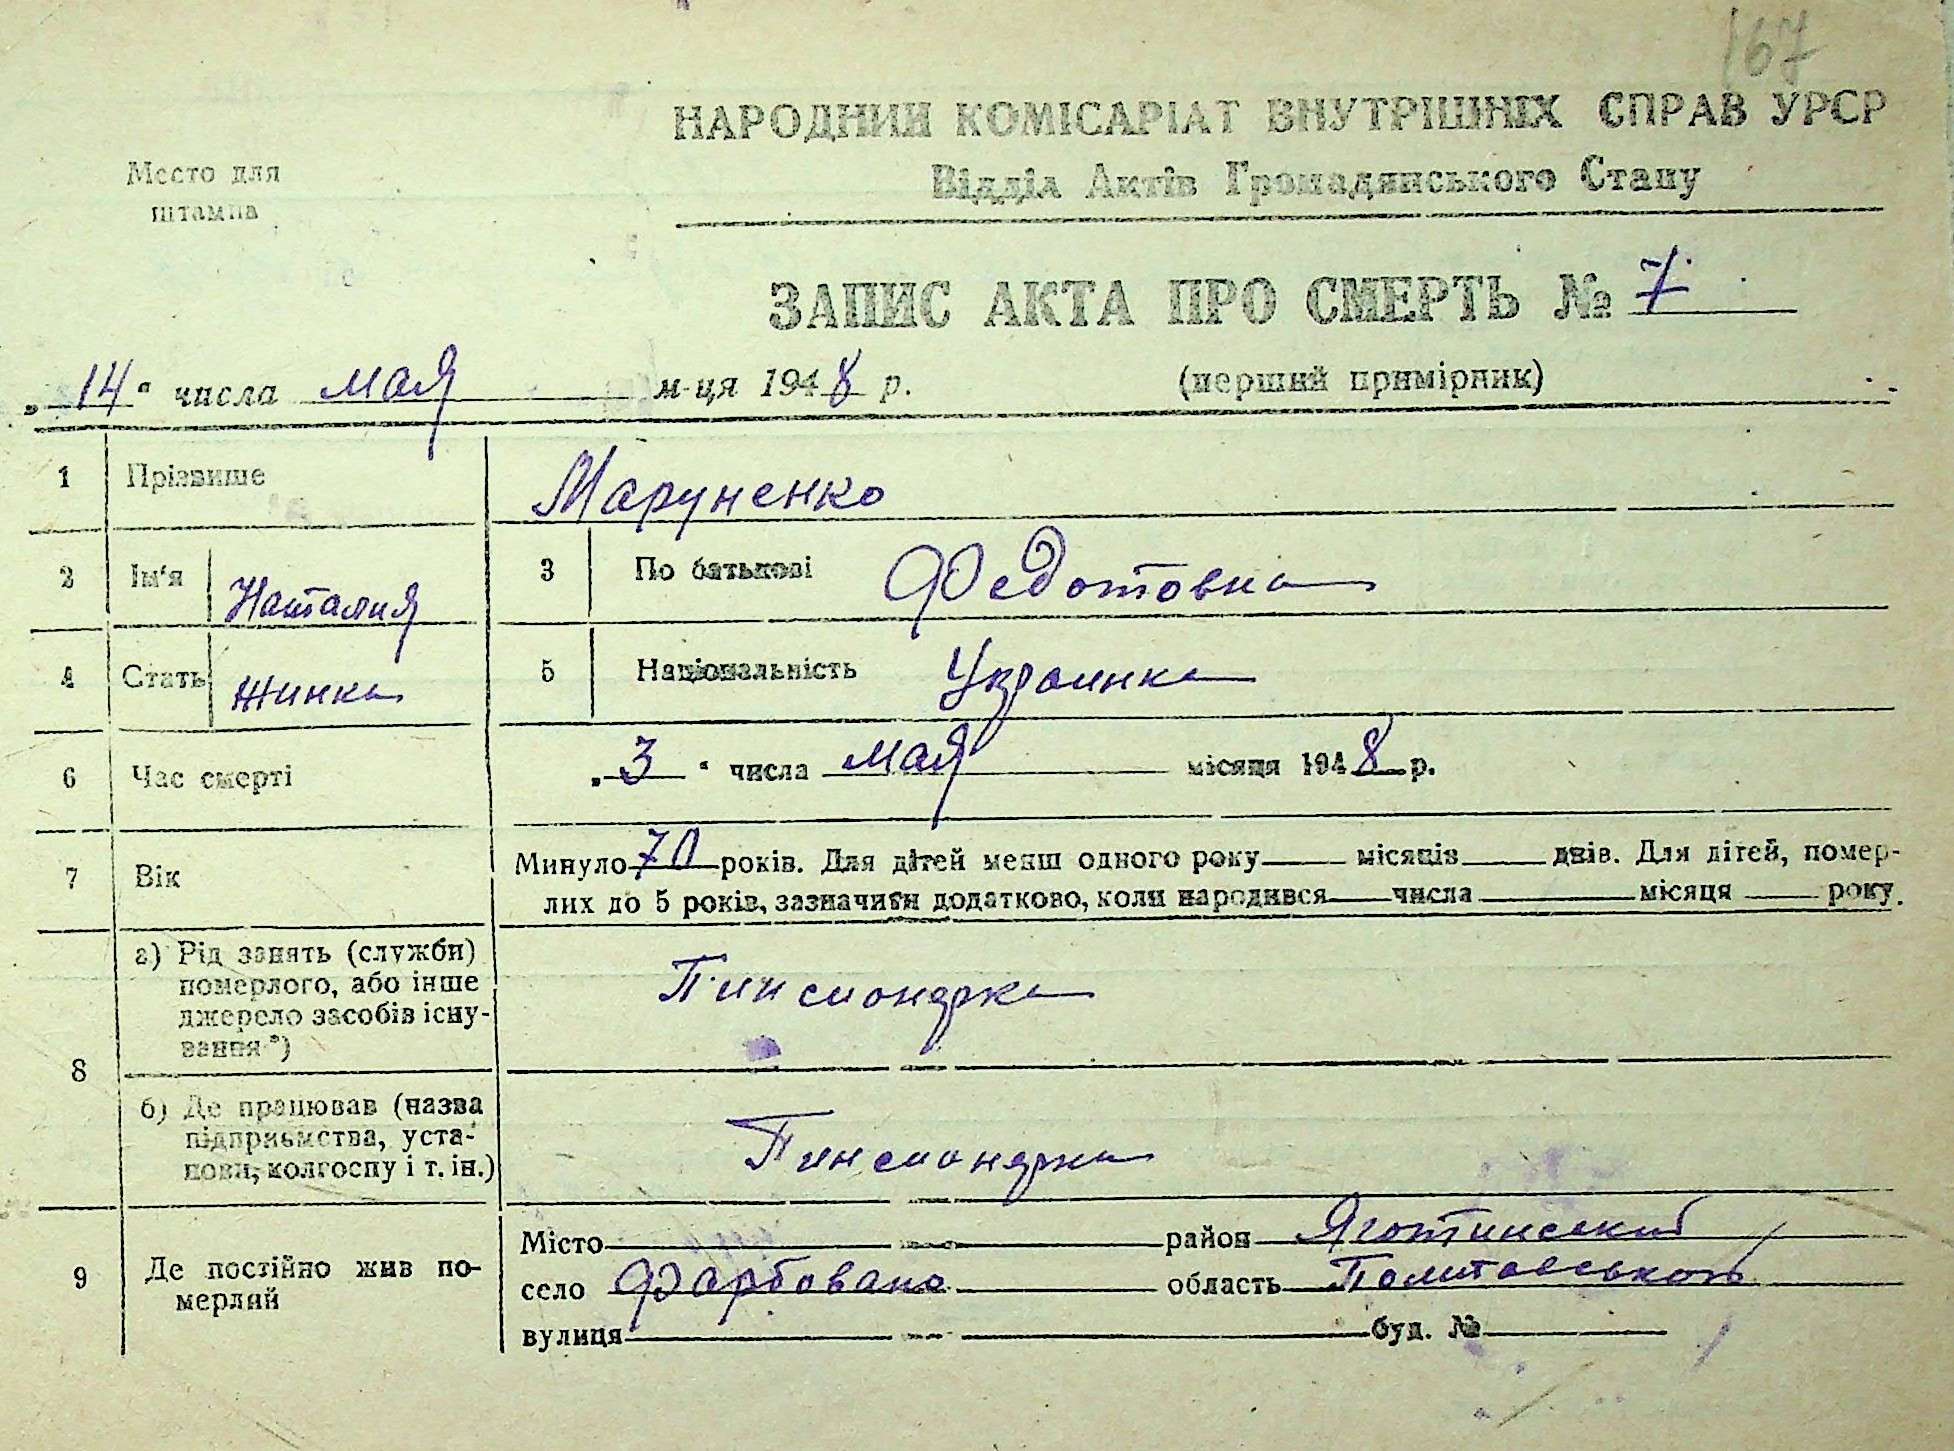 167
НАРОДНИЙ КОМІСАРІАТ ВНУТРІШНІХ СПРАВ УРСР
Відділ Актів Громадянського Стану
Место для
штампа
ЗАПИС АКТА ПРО СМЕРТЬ № 7
„14“ числа мая м-ця 1948 р. (перший примірник)
1 Прізвище Маруненко
2 Ім'я Наталия 3 По батькові Федотовна
4 Стать жинка 5 Національність Украинка
6 Час смерті „3“ числа мая місяця 1948 р.
7 Вік Минуло 70 років. Для дітей менш одного року місяців днів. Для дітей, помер-
лих до 5 років, зазначити додатково, коли народився числа місяця року.
8 а) Рід занять (служби)
померлого, або інше
джерело засобів існу-
вання*) Пинсионярка
б) Де працював (назва
підприємства, уста-
нови, колгоспу і т. ін.) Пинсионярка
9 Де постійно жив по-
мерлий
Місто район Яготинський
село Фарбована область Политовською
вулиця буд. №